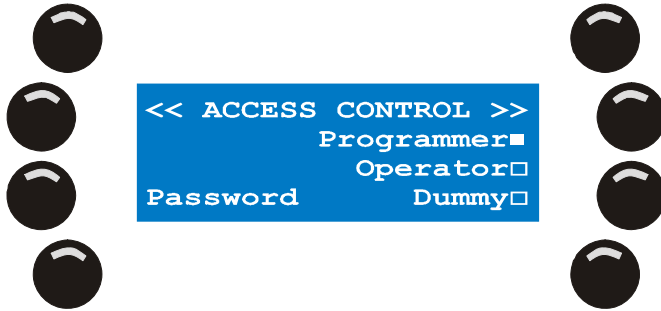 << ACCESS CONTROL >>
Programmer■
Operator□
Password Dummy□